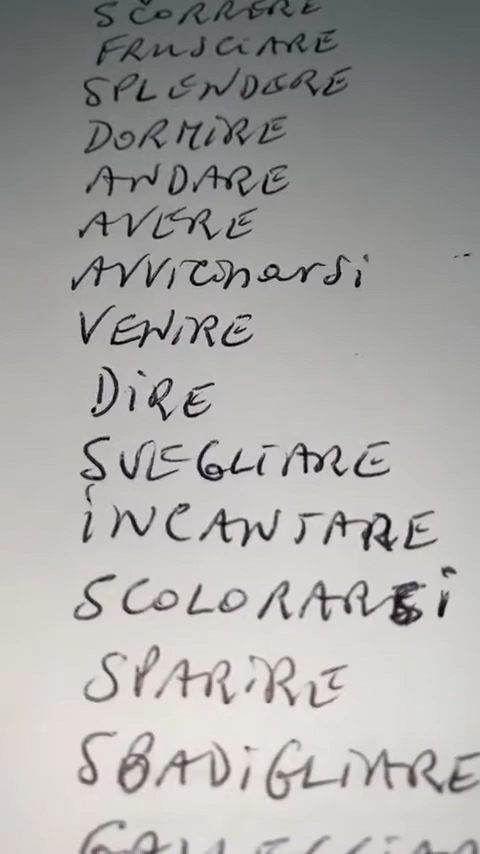 SCORRERE
FRUSCIARE
SPLENDERE
DORMIRE
ANDARE
AVERE
AVVICINARSI
VENIRE
DIRE
SVEGLIARE
INCANTARE
SCOLORARSI
SPARIRE
SBADIGLIARE